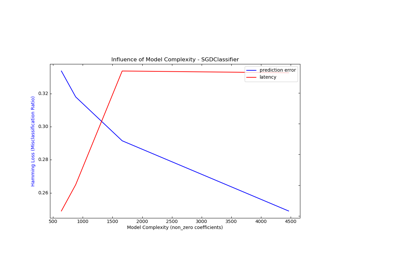 Influence of Model Complexity - SGDClassifier
prediction error
latency
0.32
0.30
0.28
0.26
Hamming Loss (Misclassification Ratio)
500
1000
1500
2000
2500
3000
3500
4000
4500
Model Complexity (non_zero coefficients)